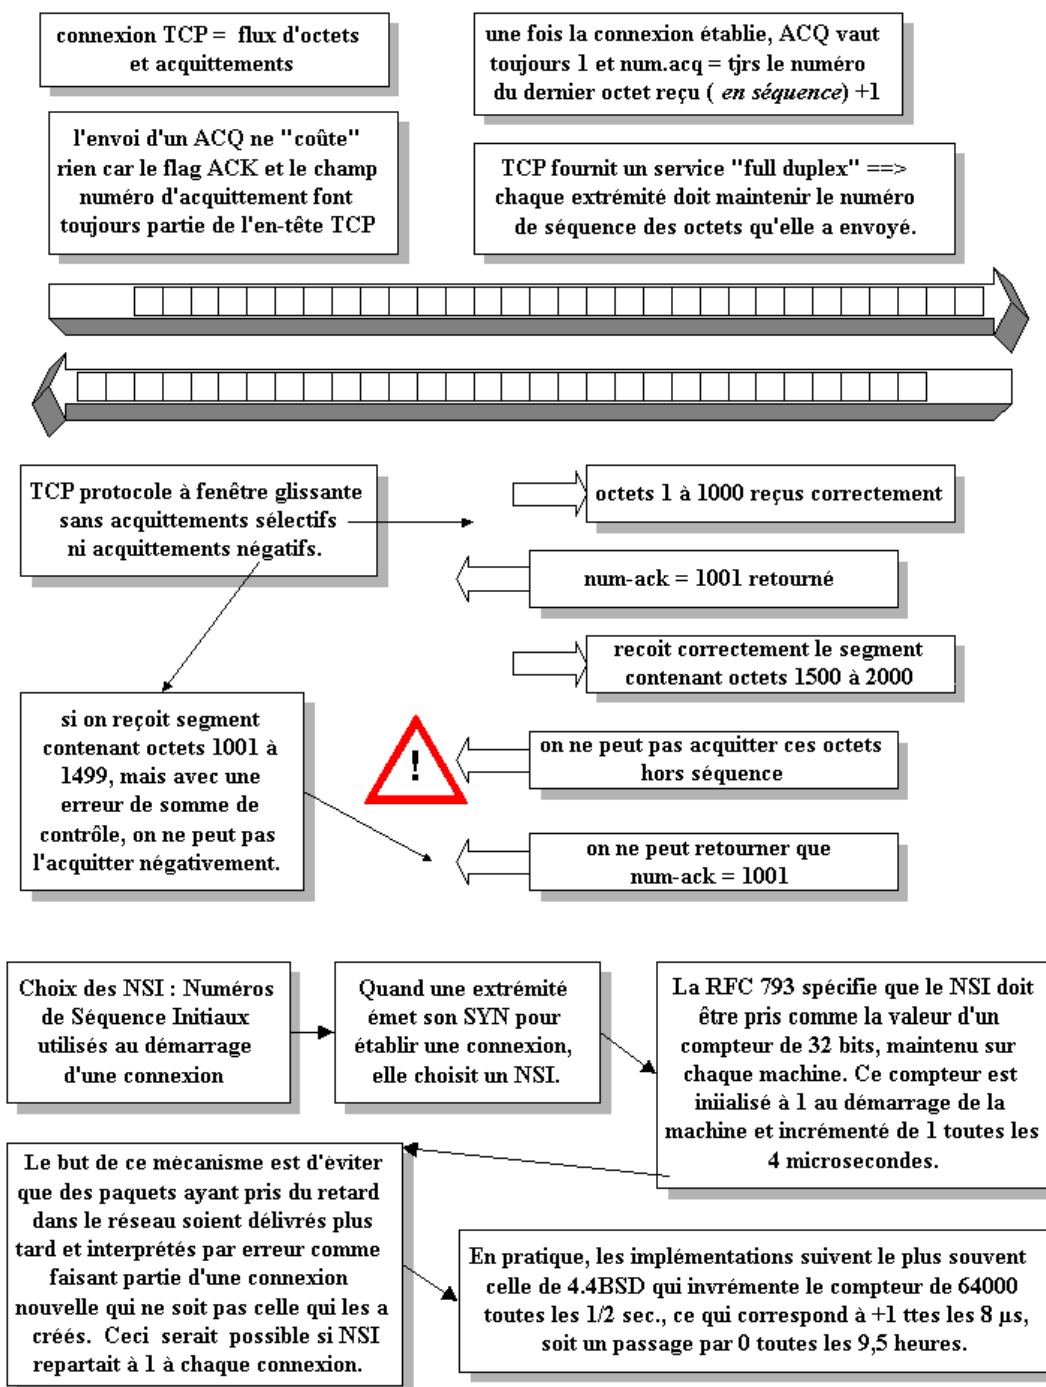 connexion TCP = flux d'octets
et acquittements
une fois la connexion établie, ACQ vaut
toujours 1 et num.acq = tjrs le numéro
du dernier octet reçu ( en séquence) +1
l'envoi d'un ACQ ne "coûte"
rien car le flag ACK et le champ
numéro d'acquittement font
toujours partie de l'en-tête TCP
TCP fournit un service "full duplex" ==>
chaque extrémité doit maintenir le numéro
de séquence des octets qu'elle a envoyé.
TCP protocole à fenêtre glissante
sans acquittements sélectifs
ni acquittements négatifs.
octets 1 à 1000 reçus correctement
num-ack = 1001 retourné
recoit correctement le segment
contenant octets 1500 à 2000
si on reçoit segment
contenant octets 1001 à
1499, mais avec une
erreur de somme de
contrôle, on ne peut pas
l'acquitter négativement.
!
on ne peut pas acquitter ces octets
hors séquence
on ne peut retourner que
num-ack = 1001
Choix des NSI : Numéros
de Séquence Initiaux
utilisés au démarrage
d'une connexion
Quand une extrémité
émet son SYN pour
établir une connexion,
elle choisit un NSI.
La RFC 793 spécifie que le NSI doit
être pris comme la valeur d'un
compteur de 32 bits, maintenu sur
chaque machine. Ce compteur est
iniialisé à 1 au démarrage de la
machine et incrémenté de 1 toutes les
4 microsecondes.
Le but de ce mécanisme est d'éviter
que des paquets ayant pris du retard
dans le réseau soient délivrés plus
tard et interprétés par erreur comme
faisant partie d'une connexion
nouvelle qui ne soit pas celle qui les a
créés. Ceci serait possible si NSI
repartait à 1 à chaque connexion.
En pratique, les implémentations suivent le plus souvent
celle de 4.4BSD qui invrémente le compteur de 64000
toutes les 1/2 sec., ce qui correspond à +1 ttes les 8 µs,
soit un passage par 0 toutes les 9,5 heures.